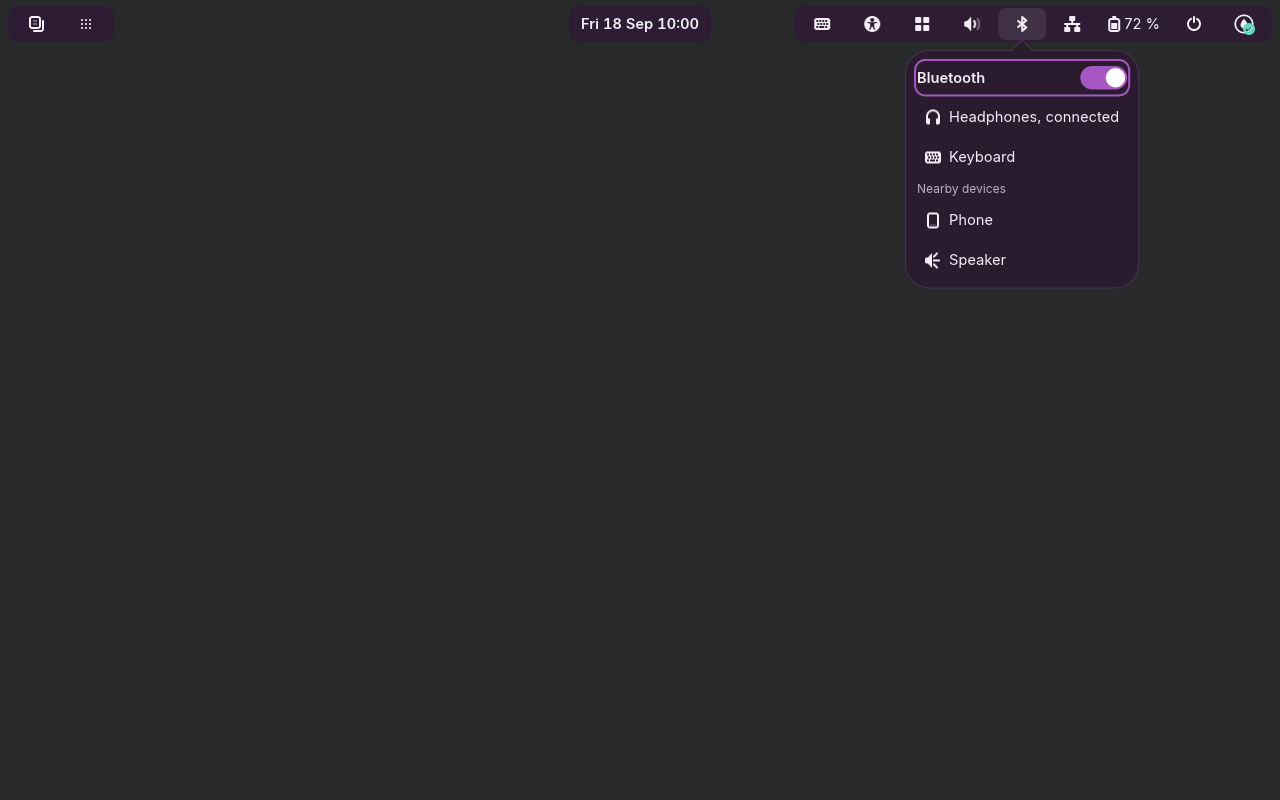 Fri 18 Sep 10:00
72 %
Bluetooth
Headphones, connected
Keyboard
Nearby devices
Phone
Speaker